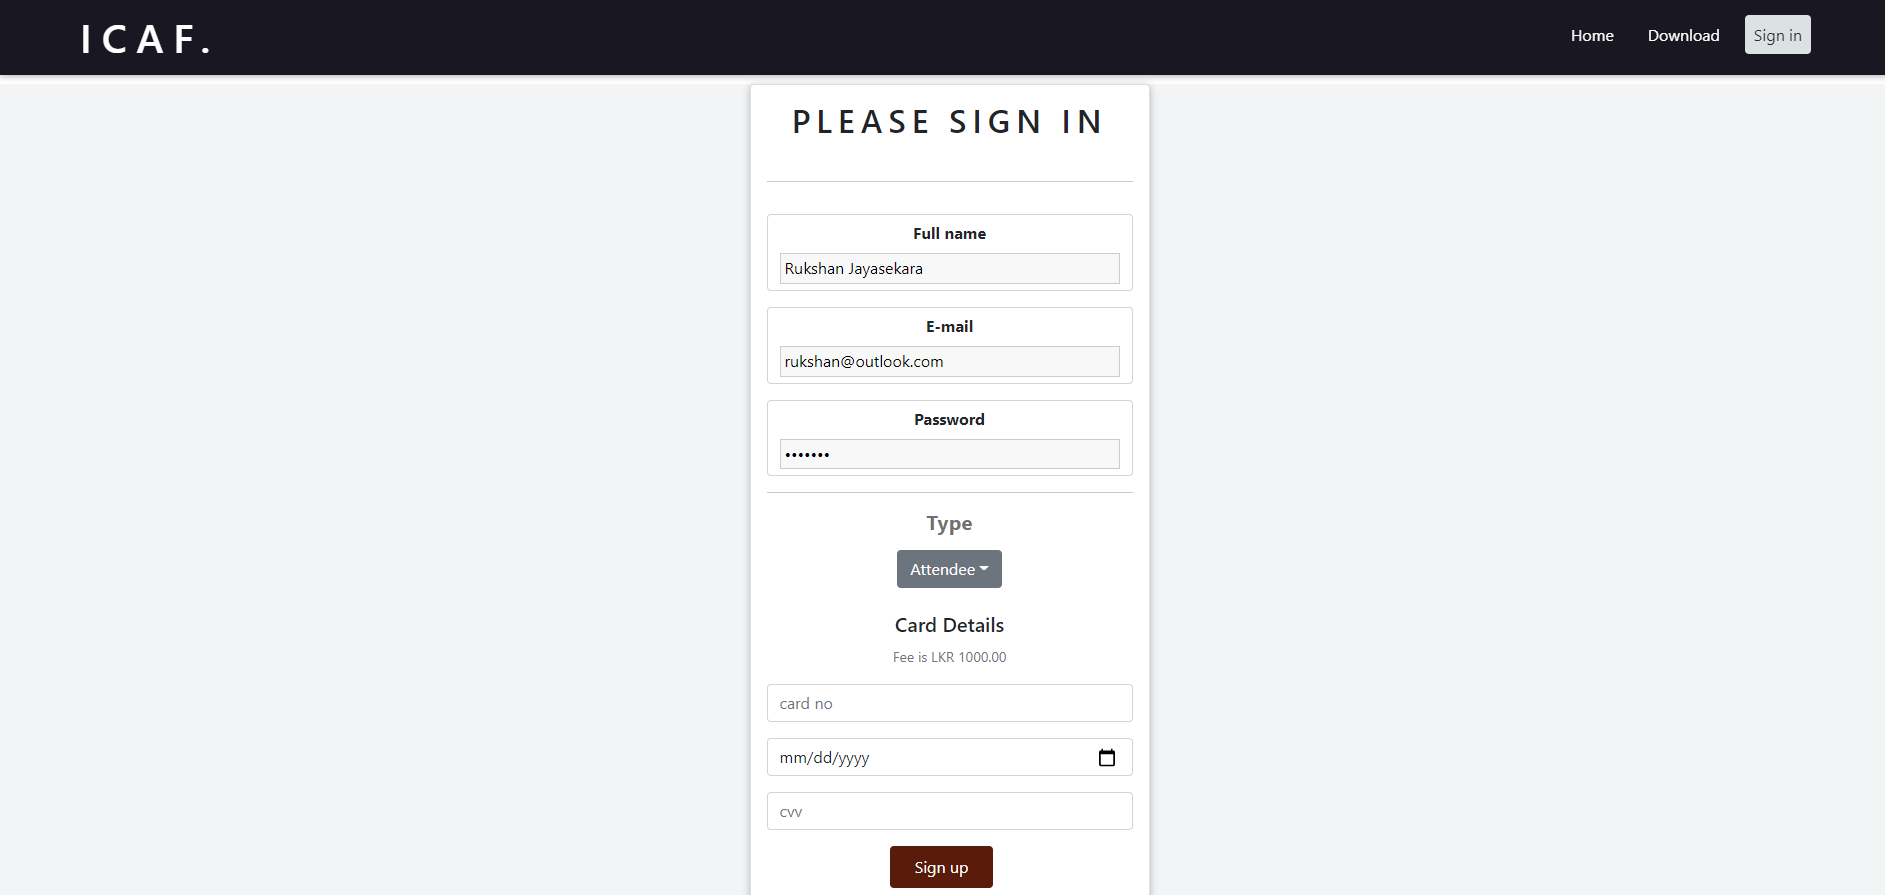 I C A F .
Home Download Sign in
PLEASE SIGN IN
Full name
Rukshan Jayasekara
E-mail
rukshan@outlook.com
Password
•••••••
Type
Attendee
Card Details
Fee is LKR 1000.00
card no
mm/dd/yyyy
cvv
Sign up